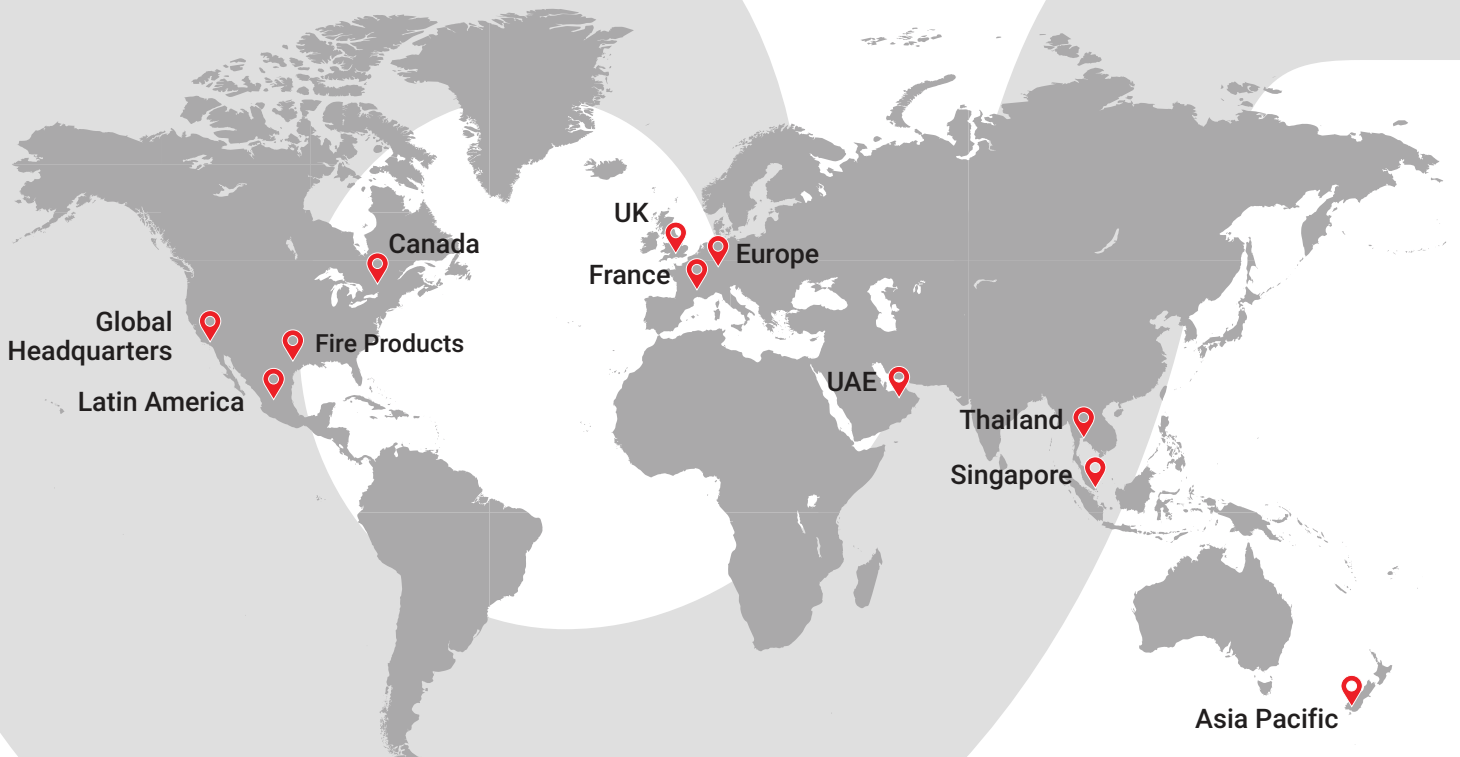 UK
Canada
Europe
France
Global
Headquarters
Fire Products
UAE
Latin America
Thailand
Singapore
Asia Pacific